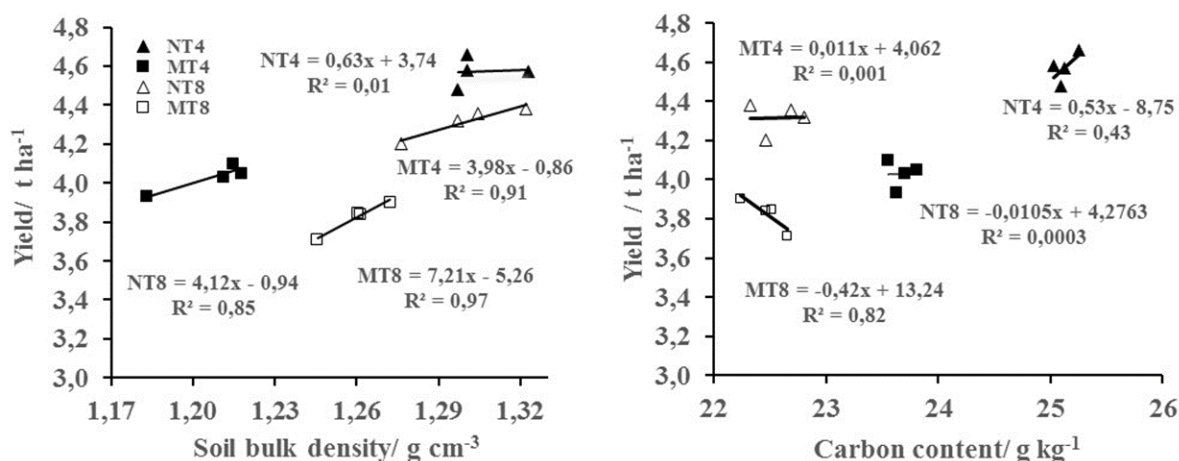 4,8
4,6
4,4
4,2
4,0
3,8
3,6
3,4
3,2
3,0
Yield/ t ha⁻¹
NT4
MT4
NT8
MT8
NT4 = 0,63x + 3,74
R² = 0,01
MT4 = 3,98x - 0,86
R² = 0,91
NT8 = 4,12x - 0,94
R² = 0,85
MT8 = 7,21x - 5,26
R² = 0,97
1,17 1,20 1,23 1,26 1,29 1,32
Soil bulk density/ g cm⁻³
4,8
4,6
4,4
4,2
4,0
3,8
3,6
3,4
3,2
3,0
Yield / t ha⁻¹
MT4 = 0,011x + 4,062
R² = 0,001
NT4 = 0,53x - 8,75
R² = 0,43
NT8 = -0,0105x + 4,2763
R² = 0,0003
MT8 = -0,42x + 13,24
R² = 0,82
22 23 24 25 26
Carbon content/ g kg⁻¹